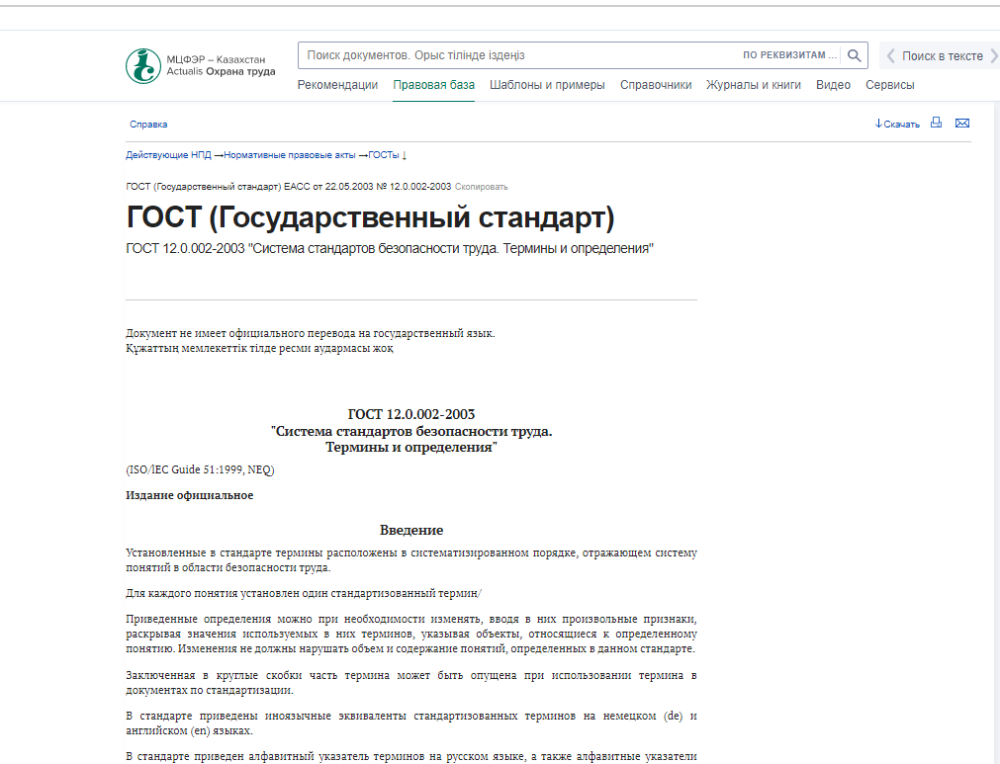 МЦФЭР – Казахстан
Actualis Охрана труда
Поиск документов. Орыс тілінде іздеңіз
ПО РЕКВИЗИТАМ ...
Поиск в тексте
Рекомендации Правовая база Шаблоны и примеры Справочники Журналы и книги Видео Сервисы
Справка
↓Скачать
Действующие НПД →Нормативные правовые акты →ГОСТы ↓
ГОСТ (Государственный стандарт) ЕАСС от 22.05.2003 № 12.0.002-2003 Скопировать
ГОСТ (Государственный стандарт)
ГОСТ 12.0.002-2003 "Система стандартов безопасности труда. Термины и определения"
Документ не имеет официального перевода на государственный язык.
Құжаттың мемлекеттік тілде ресми аудармасы жоқ
ГОСТ 12.0.002-2003
"Система стандартов безопасности труда.
Термины и определения"
(ISO/IEC Guide 51:1999, NEQ)
Издание официальное
Введение
Установленные в стандарте термины расположены в систематизированном порядке, отражающем систему
понятий в области безопасности труда.
Для каждого понятия установлен один стандартизованный термин/
Приведенные определения можно при необходимости изменять, вводя в них произвольные признаки,
раскрывая значения используемых в них терминов, указывая объекты, относящиеся к определенному
понятию. Изменения не должны нарушать объем и содержание понятий, определенных в данном стандарте.
Заключенная в круглые скобки часть термина может быть опущена при использовании термина в
документах по стандартизации.
В стандарте приведены иноязычные эквиваленты стандартизованных терминов на немецком (de) и
английском (en) языках.
В стандарте приведен алфавитный указатель терминов на русском языке, а также алфавитные указатели